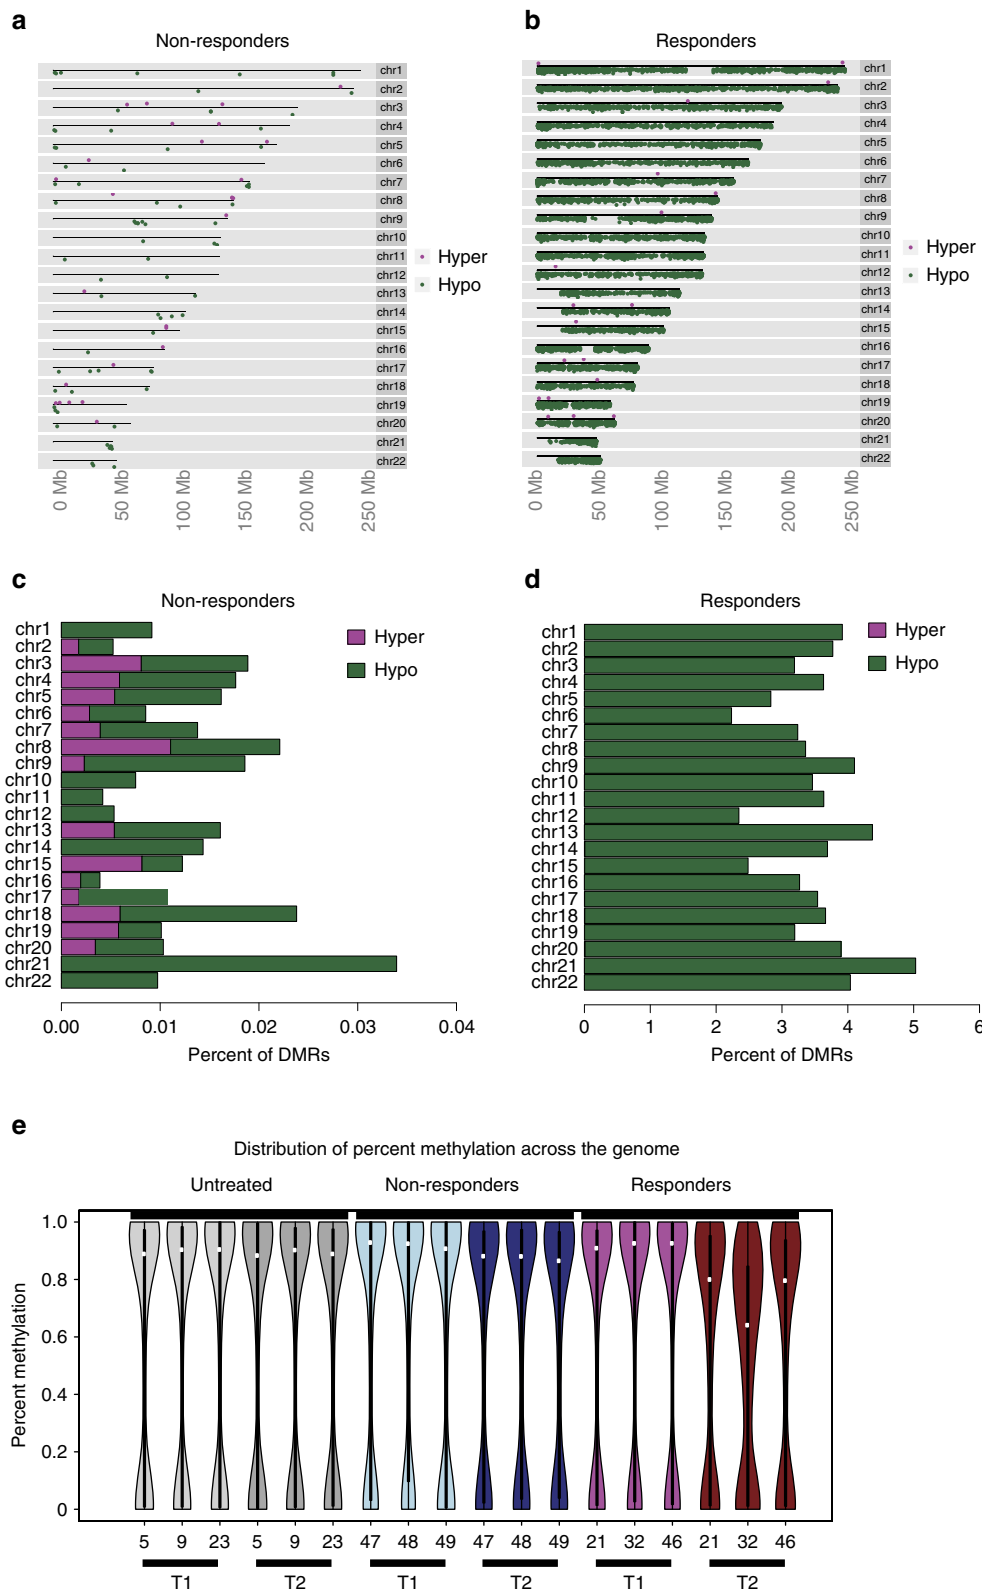 a
Non-responders
chr1
chr2
chr3
chr4
chr5
chr6
chr7
chr8
chr9
chr10
chr11
chr12
chr13
chr14
chr15
chr16
chr17
chr18
chr19
chr20
chr21
chr22
0 Mb
50 Mb
100 Mb
150 Mb
200 Mb
250 Mb
Hyper
Hypo
b
Responders
chr1
chr2
chr3
chr4
chr5
chr6
chr7
chr8
chr9
chr10
chr11
chr12
chr13
chr14
chr15
chr16
chr17
chr18
chr19
chr20
chr21
chr22
0 Mb
50 Mb
100 Mb
150 Mb
200 Mb
250 Mb
Hyper
Hypo
c
Non-responders
chr1
chr2
chr3
chr4
chr5
chr6
chr7
chr8
chr9
chr10
chr11
chr12
chr13
chr14
chr15
chr16
chr17
chr18
chr19
chr20
chr21
chr22
Hyper
Hypo
0.00 0.01 0.02 0.03 0.04
Percent of DMRs
d
Responders
chr1
chr2
chr3
chr4
chr5
chr6
chr7
chr8
chr9
chr10
chr11
chr12
chr13
chr14
chr15
chr16
chr17
chr18
chr19
chr20
chr21
chr22
Hyper
Hypo
0 1 2 3 4 5 6
Percent of DMRs
e
Distribution of percent methylation across the genome
Untreated Non-responders Responders
Percent methylation
1.0
0.8
0.6
0.4
0.2
0
5 9 23 5 9 23 47 48 49 47 48 49 21 32 46 21 32 46
T1 T2 T1 T2 T1 T2